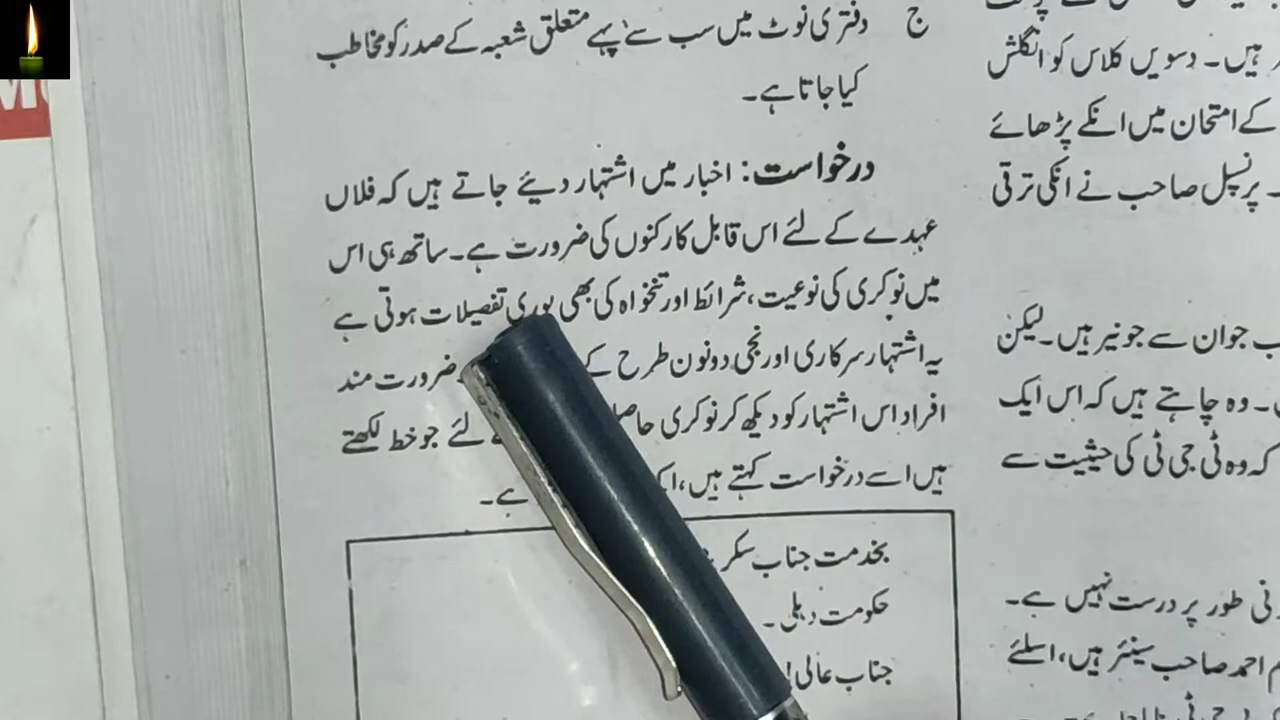 ج دفتری نوٹ میں سب سے پہلے متعلق شعبہ کے صدر کو مخاطب
کیا جاتا ہے۔
درخواست: اخبار میں اشتہار دیئے جاتے ہیں کہ فلاں
عہدے کے لئے اس قابل کارکنوں کی ضرورت ہے۔ ساتھ ہی اس
میں نوکری کی نوعیت، شرائط اور تنخواہ کی بھی پوری تفصیلات ہوتی ہے
یہ اشتہار سرکاری اور نجی دونوں طرح کے ضرورت مند
افراد اس اشتہار کو دیکھ کر نوکری لئے جو خط لکھتے
ہیں اسے درخواست کہتے ہیں، ہے۔
بخدمت جناب
حکومت دہلی۔
جناب عالی!
ہیں۔ دسویں کلاس کو انگلش
کے امتحان میں انکے پڑھائے
پرنسپل صاحب نے انکی ترقی
جو ان سے جونیر ہیں۔ لیکن
وہ چاہتے ہیں کہ اس ایک
کہ وہ ٹی جی ٹی کی حیثیت سے
طور پر درست نہیں ہے۔
احمد صاحب سینئر ہیں، اسلئے